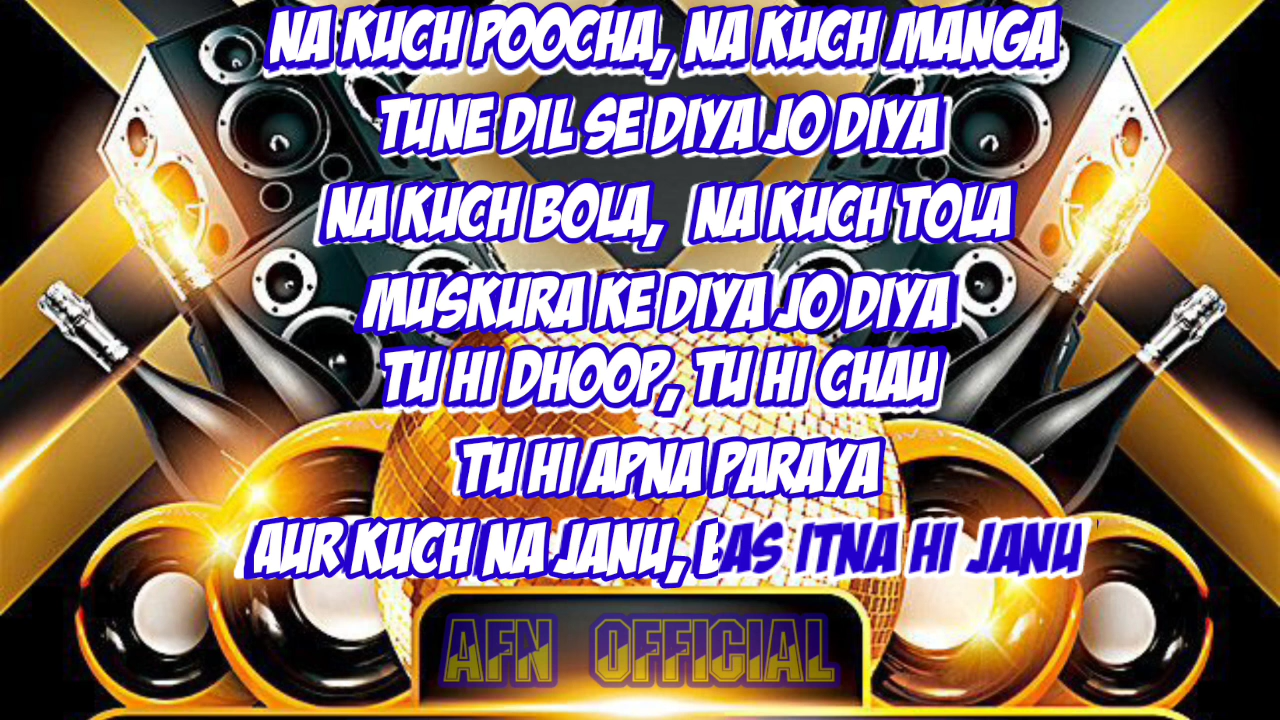 NA KUCH POOCHA, NA KUCH MANGA
TUNE DIL SE DIYA JO DIYA
NA KUCH BOLA, NA KUCH TOLA
MUSKURA KE DIYA JO DIYA
TU HI DHOOP, TU HI CHAU
TU HI APNA PARAYA
AUR KUCH NA JANU, BAS ITNA HI JANU
AFN OFFICIAL